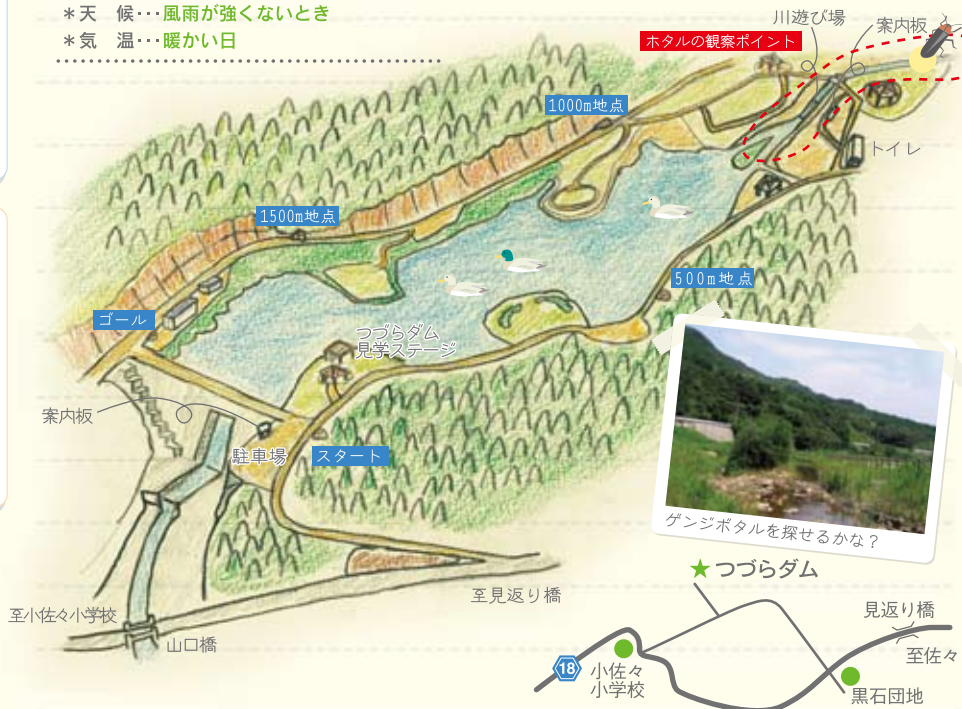 ＊天　候･･･風雨が強くないとき
＊気　温･･･暖かい日
川遊び場
案内板
ホタルの観察ポイント
1000m地点
トイレ
1500m地点
500m地点
ゴール
つづらダム
見学ステージ
案内板
駐車場
スタート
ゲンジボタルを探せるかな？
至見返り橋
至小佐々小学校
山口橋
★ つづらダム
見返り橋
至佐々
18
小佐々
小学校
黒石団地